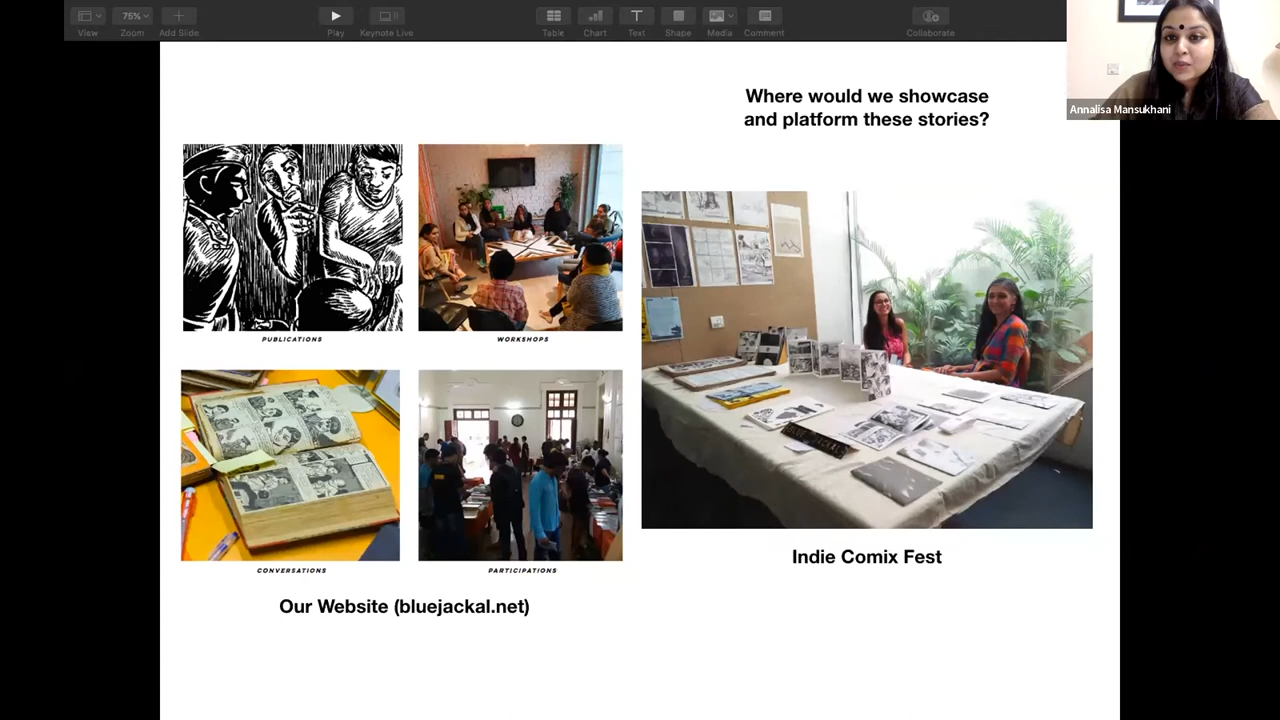 View
75%
Zoom
Add Slide
Play
Keynote Live
Table
Chart
Text
Shape
Media
Comment
Collaborate
Annalisa Mansukhani
Where would we showcase
and platform these stories?
PUBLICATIONS
WORKSHOPS
CONVERSATIONS
PARTICIPATIONS
Our Website (bluejackal.net)
Indie Comix Fest